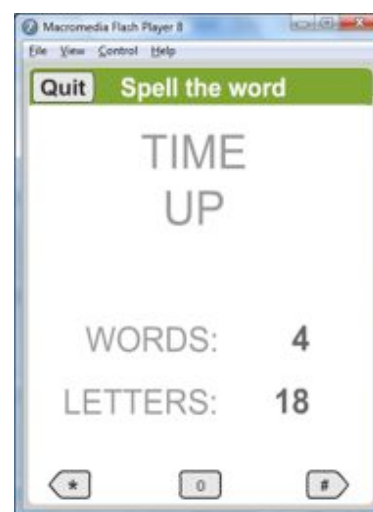 Macromedia Flash Player 8
File View Control Help
Quit Spell the word
TIME
UP
WORDS: 4
LETTERS: 18
* 0 #